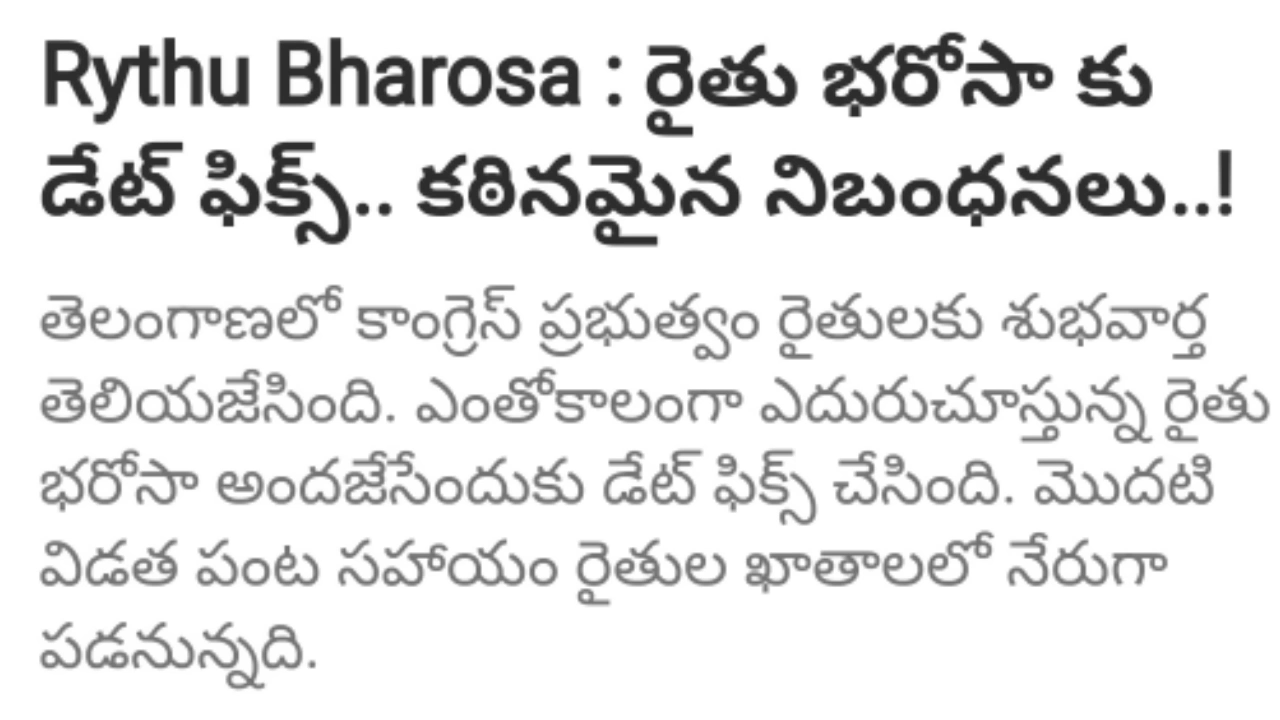 Rythu Bharosa : రైతు భరోసా కు
డేట్ ఫిక్స్.. కఠినమైన నిబంధనలు..!
తెలంగాణలో కాంగ్రెస్ ప్రభుత్వం రైతులకు శుభవార్త
తెలియజేసింది. ఎంతోకాలంగా ఎదురుచూస్తున్న రైతు
భరోసా అందజేసేందుకు డేట్ ఫిక్స్ చేసింది. మొదటి
విడత పంట సహాయం రైతుల ఖాతాలలో నేరుగా
పడనున్నది.